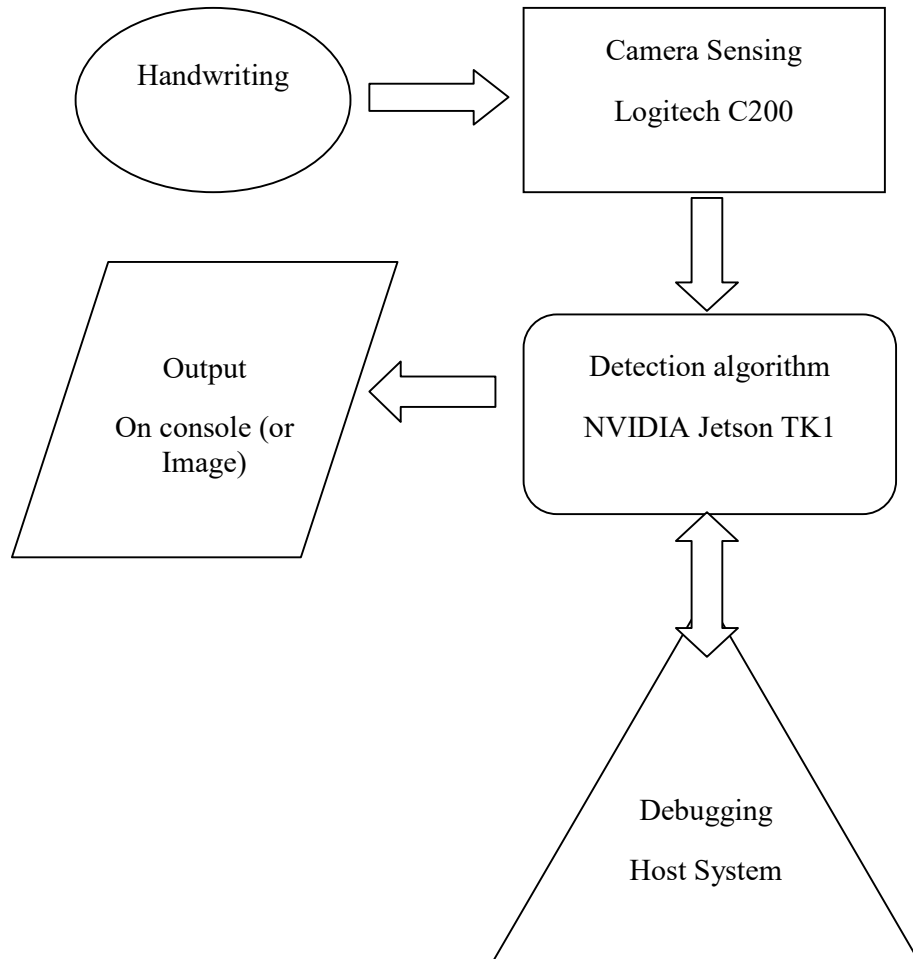 Handwriting
Camera Sensing
Logitech C200
Detection algorithm
NVIDIA Jetson TK1
Output
On console (or
Image)
Debugging
Host System